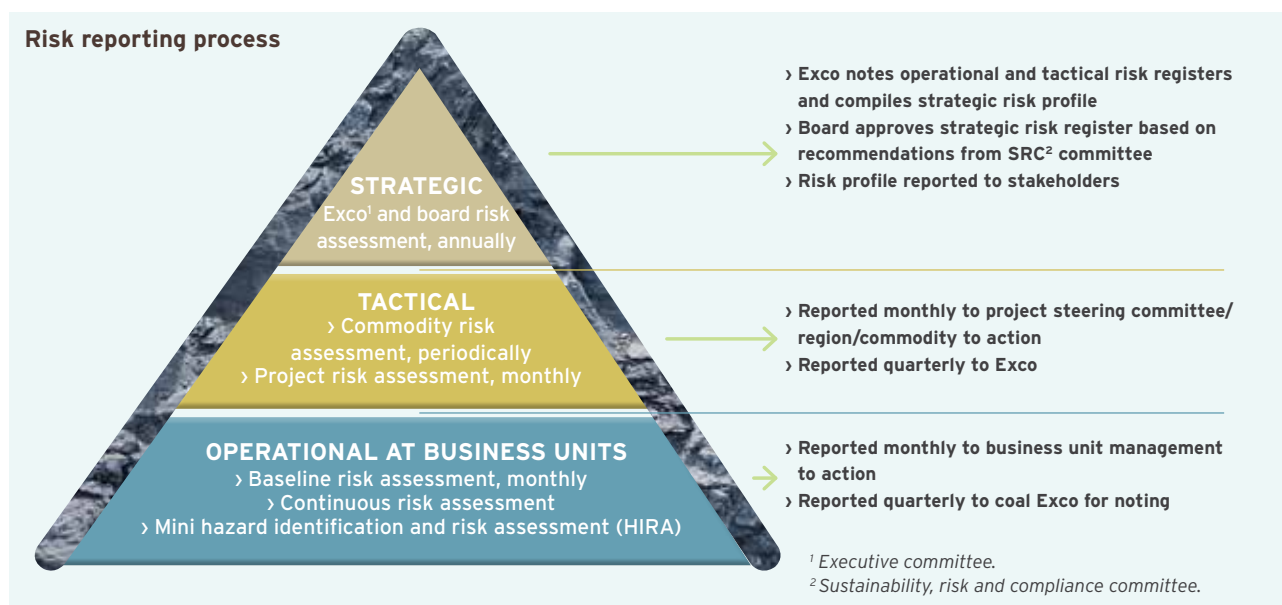 Risk reporting process
STRATEGIC
Exco¹ and board risk
assessment, annually
› Exco notes operational and tactical risk registers
and compiles strategic risk profile
› Board approves strategic risk register based on
recommendations from SRC² committee
› Risk profile reported to stakeholders
TACTICAL
› Commodity risk
assessment, periodically
› Project risk assessment, monthly
› Reported monthly to project steering committee/
region/commodity to action
› Reported quarterly to Exco
OPERATIONAL AT BUSINESS UNITS
› Baseline risk assessment, monthly
› Continuous risk assessment
› Mini hazard identification and risk assessment (HIRA)
› Reported monthly to business unit management
to action
› Reported quarterly to coal Exco for noting
¹ Executive committee.
² Sustainability, risk and compliance committee.